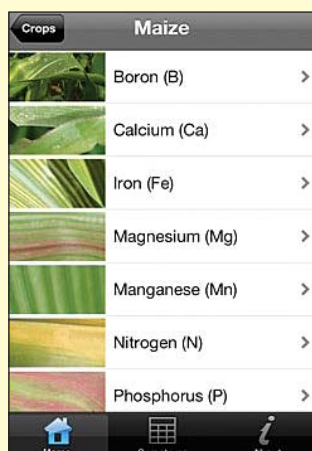 Crops
Maize
Boron (B)
Calcium (Ca)
Iron (Fe)
Magnesium (Mg)
Manganese (Mn)
Nitrogen (N)
Phosphorus (P)